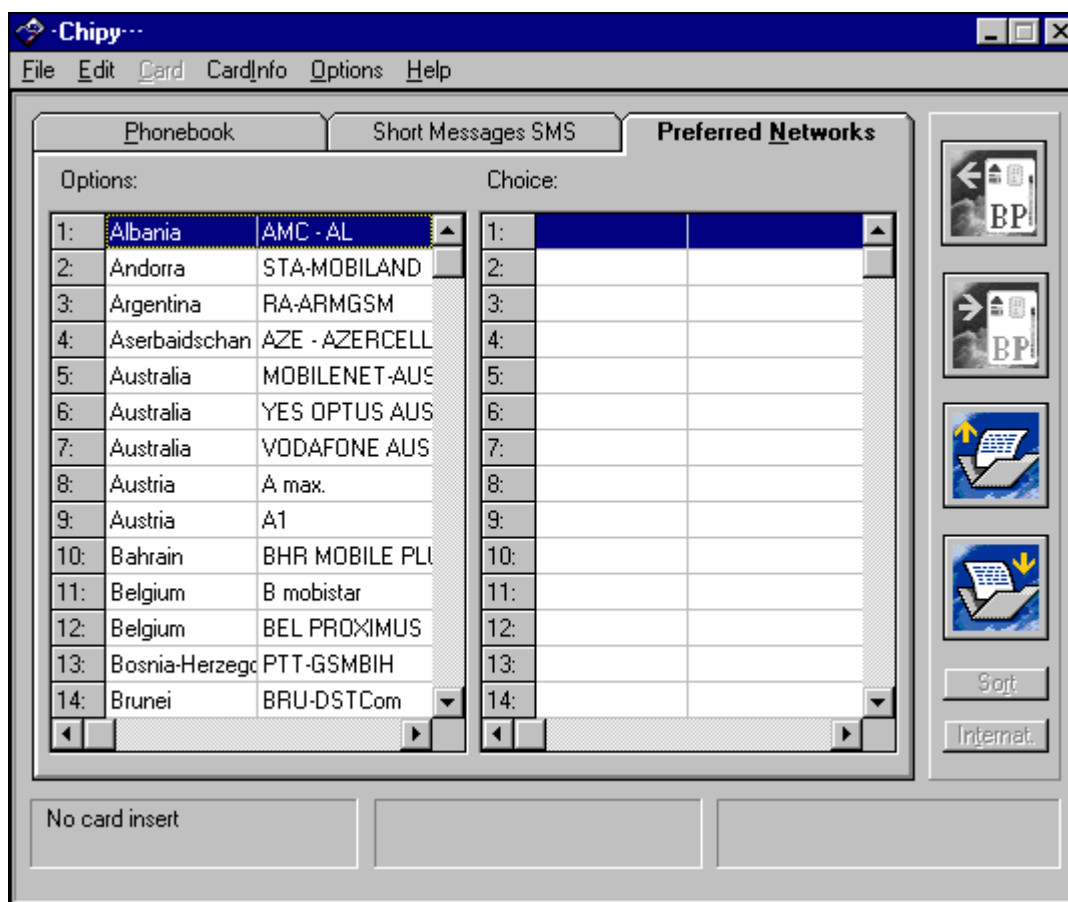 -Chipy---
File Edit Card CardInfo Options Help
Phonebook Short Messages SMS Preferred Networks
Options: Choice:
1: Albania AMC - AL 1:
2: Andorra STA-MOBILAND 2:
3: Argentina RA-ARMGSM 3:
4: Aserbaidschan AZE - AZERCELL 4:
5: Australia MOBILENET-AUS 5:
6: Australia YES OPTUS AUS 6:
7: Australia VODAFONE AUS 7:
8: Austria A max. 8:
9: Austria A1 9:
10: Bahrain BHR MOBILE PLU 10:
11: Belgium B mobistar 11:
12: Belgium BEL PROXIMUS 12:
13: Bosnia-Herzego PTT-GSMBIH 13:
14: Brunei BRU-DSTCom 14:
BP
BP
Sort
Internat.
No card insert